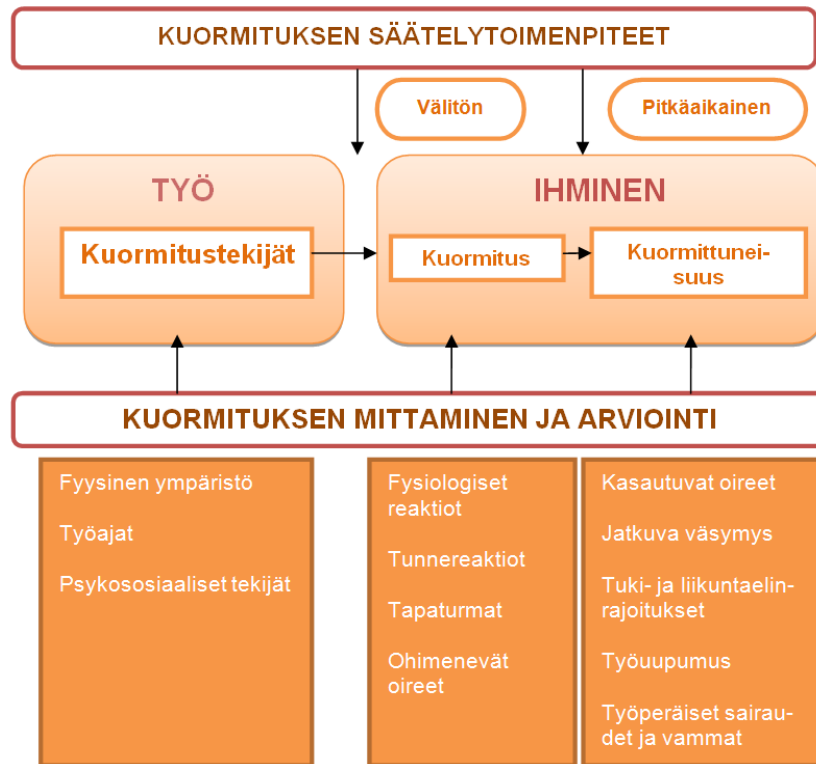 KUORMITUKSEN SÄÄTELYTOIMENPITEET
Välitön
Pitkäaikainen
TYÖ
IHMINEN
Kuormitustekijät
Kuormitus
Kuormittunei-
suus
KUORMITUKSEN MITTAMINEN JA ARVIOINTI
Fyysinen ympäristö
Työajat
Psykososiaaliset tekijät
Fysiologiset
reaktiot
Tunnereaktiot
Tapaturmat
Ohimenevät
oireet
Kasautuvat oireet
Jatkuva väsymys
Tuki- ja liikuntaelin-
rajoitukset
Työuupumus
Työperäiset sairau-
det ja vammat